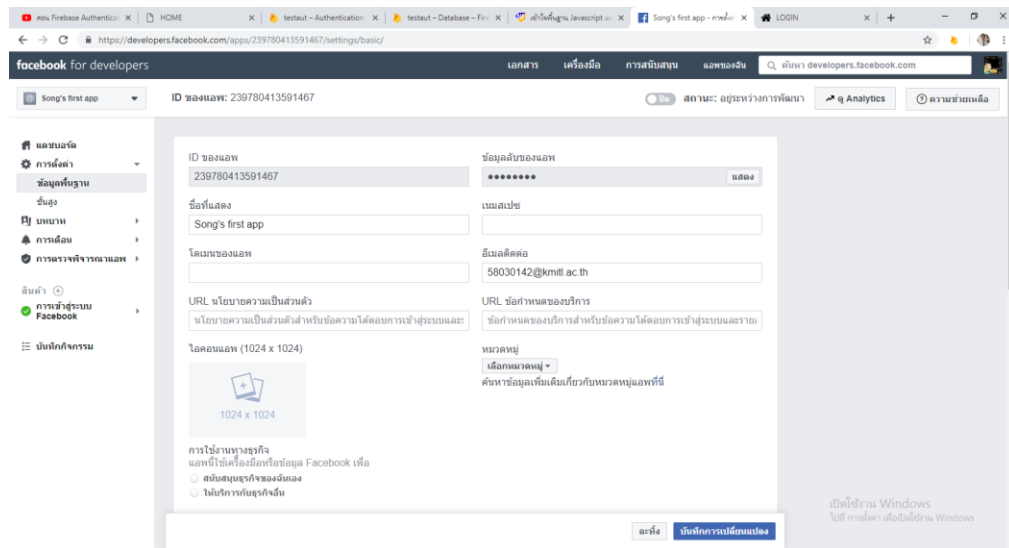 สอน Firebase Authentica
HOME
testaut – Authentication
testaut – Database – Fire
เข้าใจพื้นฐาน Javascript
Song's first app - การตั้งค่
LOGIN
https://developers.facebook.com/apps/239780413591467/settings/basic/
facebook for developers
เอกสาร
เครื่องมือ
การสนับสนุน
แอพของฉัน
ค้นหา developers.facebook.com
Song's first app
ID ของแอพ: 239780413591467
ปิด
สถานะ: อยู่ระหว่างการพัฒนา
ดู Analytics
ความช่วยเหลือ
แดชบอร์ด
การตั้งค่า
ข้อมูลพื้นฐาน
ขั้นสูง
บทบาท
การเตือน
การตรวจพิจารณาแอพ
สินค้า
การเข้าสู่ระบบ
Facebook
บันทึกกิจกรรม
ID ของแอพ
ข้อมูลลับของแอพ
239780413591467
●●●●●●●●
แสดง
ชื่อที่แสดง
เนมสเปซ
Song's first app
โดเมนของแอพ
อีเมลติดต่อ
58030142@kmitl.ac.th
URL นโยบายความเป็นส่วนตัว
URL ข้อกำหนดของบริการ
นโยบายความเป็นส่วนตัวสำหรับข้อความโต้ตอบการเข้าสู่ระบบและร
ข้อกำหนดของบริการสำหรับข้อความโต้ตอบการเข้าสู่ระบบและรายล
ไอคอนแอพ (1024 x 1024)
หมวดหมู่
เลือกหมวดหมู่
ค้นหาข้อมูลเพิ่มเติมเกี่ยวกับหมวดหมู่แอพที่นี่
1024 x 1024
การใช้งานทางธุรกิจ
แอพนี้ใช้เครื่องมือหรือข้อมูล Facebook เพื่อ
สนับสนุนธุรกิจของฉันเอง
ให้บริการกับธุรกิจอื่น
เปิดใช้งาน Windows
ไปที่ การตั้งค่า เพื่อเปิดใช้งาน Windows
ละทิ้ง
บันทึกการเปลี่ยนแปลง